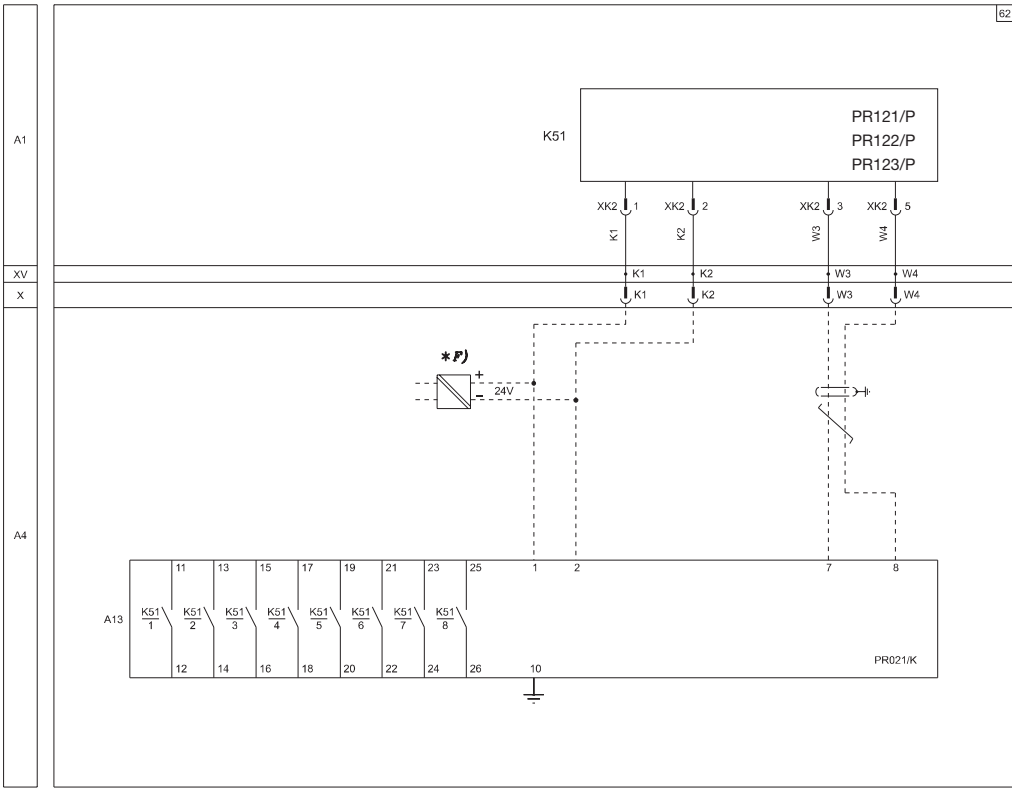 62
A1
K51
PR121/P
PR122/P
PR123/P
XK2 1 XK2 2 XK2 3 XK2 5
K1 K2 W3 W4
XV K1 K2 W3 W4
X K1 K2 W3 W4
*F)
+
24V
-
A4
11 13 15 17 19 21 23 25 1 2 7 8
A13 K51 K51 K51 K51 K51 K51 K51 K51
1 2 3 4 5 6 7 8
PR021/K
12 14 16 18 20 22 24 26 10